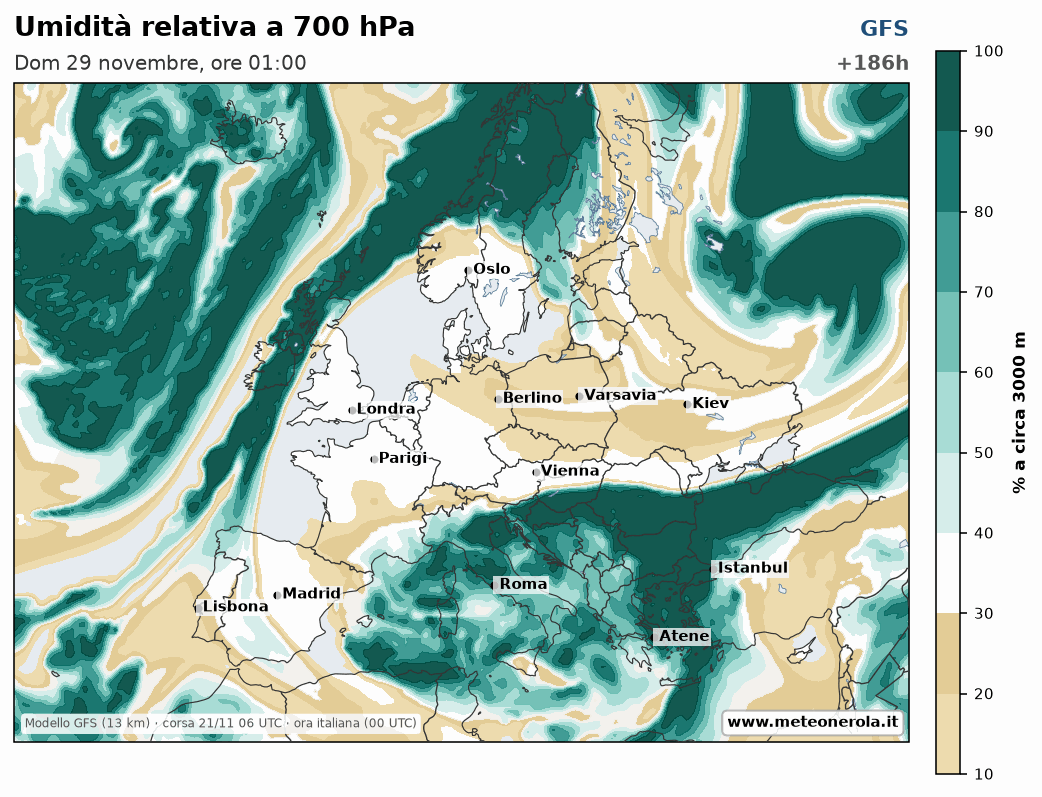 Umidità relativa a 700 hPa
GFS
Dom 29 novembre, ore 01:00
+186h
100
90
80
70
60
50
40
30
20
10
% a circa 3000 m
Oslo
Berlino
Varsavia
Kiev
Londra
Parigi
Vienna
Istanbul
Roma
Madrid
Lisbona
Atene
Modello GFS (13 km) · corsa 21/11 06 UTC · ora italiana (00 UTC)
www.meteonerola.it